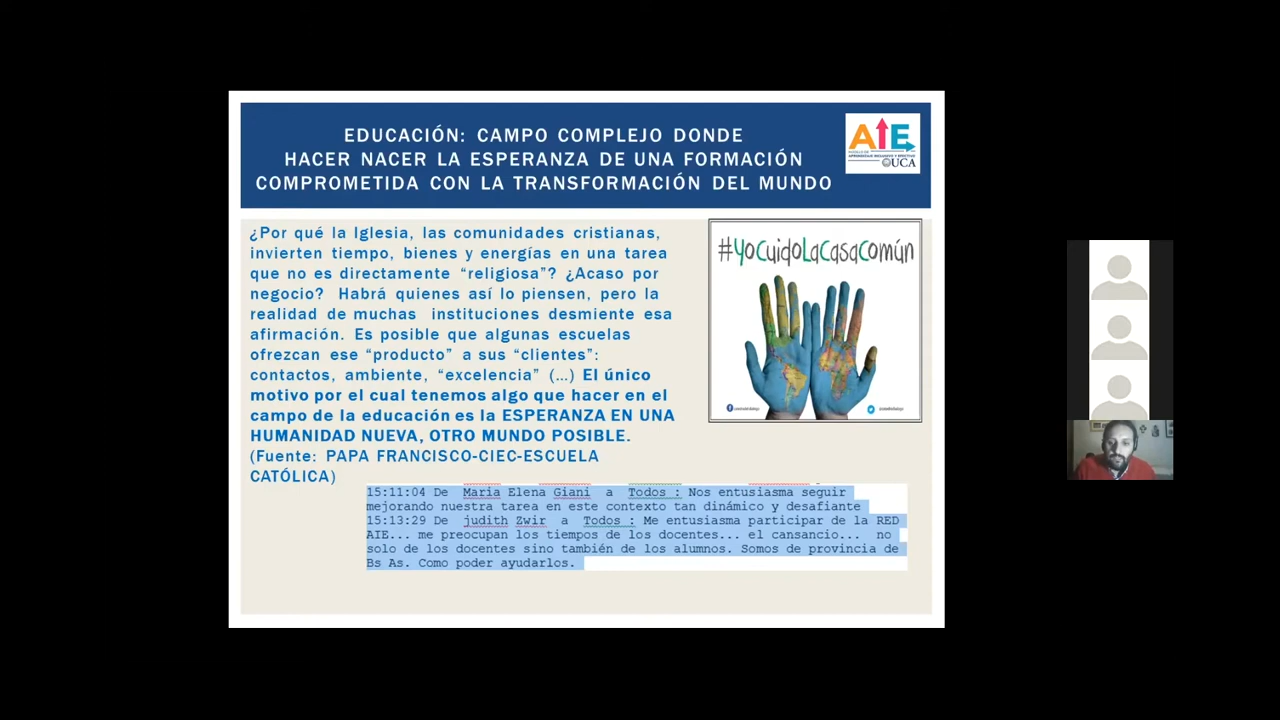 EDUCACIÓN: CAMPO COMPLEJO DONDE
HACER NACER LA ESPERANZA DE UNA FORMACIÓN
COMPROMETIDA CON LA TRANSFORMACIÓN DEL MUNDO
AIE
MODELO DE
APRENDIZAJE INCLUSIVO Y EFECTIVO
UCA
¿Por qué la Iglesia, las comunidades cristianas,
invierten tiempo, bienes y energías en una tarea
que no es directamente “religiosa”? ¿Acaso por
negocio? Habrá quienes así lo piensen, pero la
realidad de muchas instituciones desmiente esa
afirmación. Es posible que algunas escuelas
ofrezcan ese “producto” a sus “clientes”:
contactos, ambiente, “excelencia” (…) El único
motivo por el cual tenemos algo que hacer en el
campo de la educación es la ESPERANZA EN UNA
HUMANIDAD NUEVA, OTRO MUNDO POSIBLE.
(Fuente: PAPA FRANCISCO-CIEC-ESCUELA
CATÓLICA)
#YoCuidoLaCasaComún
15:11:04 De Maria Elena Giani a Todos : Nos entusiasma seguir
mejorando nuestra tarea en este contexto tan dinámico y desafiante
15:13:29 De judith Zwir a Todos : Me entusiasma participar de la RED
AIE... me preocupan los tiempos de los docentes... el cansancio... no
solo de los docentes sino también de los alumnos. Somos de provincia de
Bs As. Como poder ayudarlos.